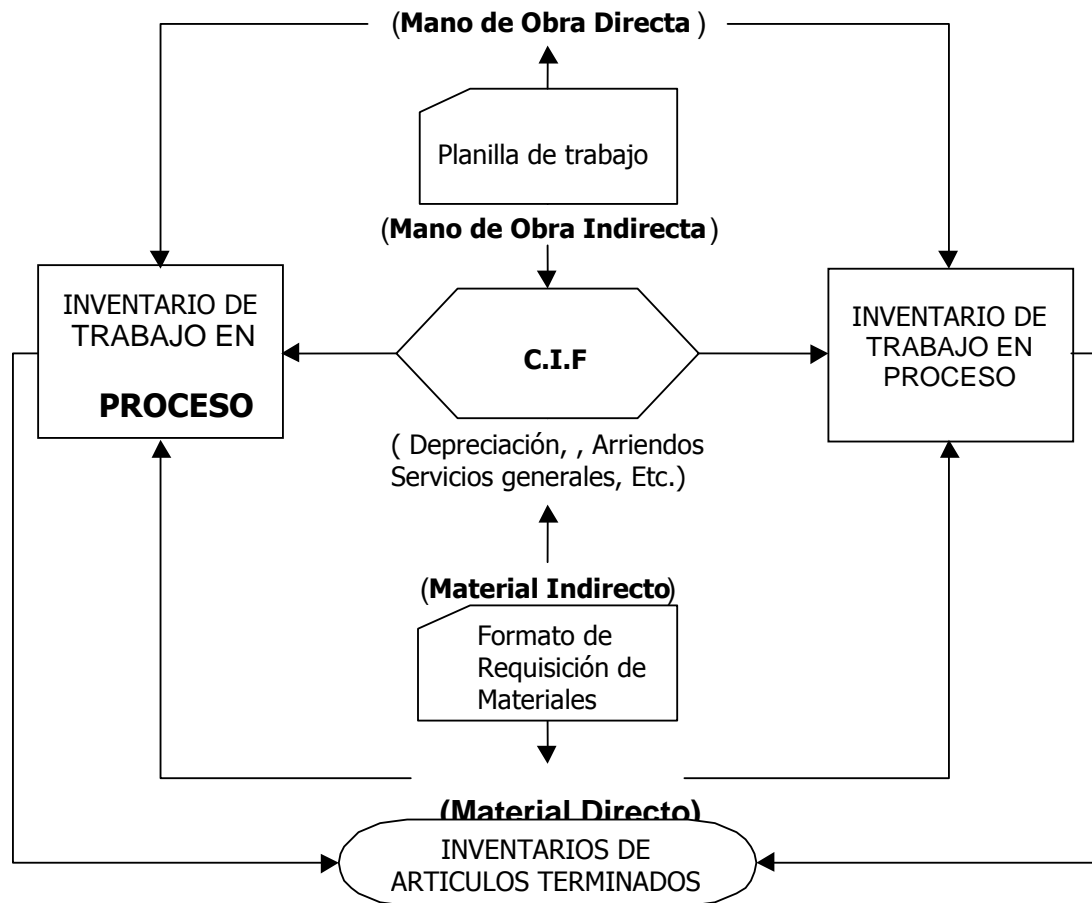 (Mano de Obra Directa )
Planilla de trabajo
(Mano de Obra Indirecta )
INVENTARIO DE
TRABAJO EN
PROCESO
C.I.F
INVENTARIO DE
TRABAJO EN
PROCESO
( Depreciación, , Arriendos
Servicios generales, Etc.)
(Material Indirecto)
Formato de
Requisición de
Materiales
(Material Directo)
INVENTARIOS DE
ARTICULOS TERMINADOS